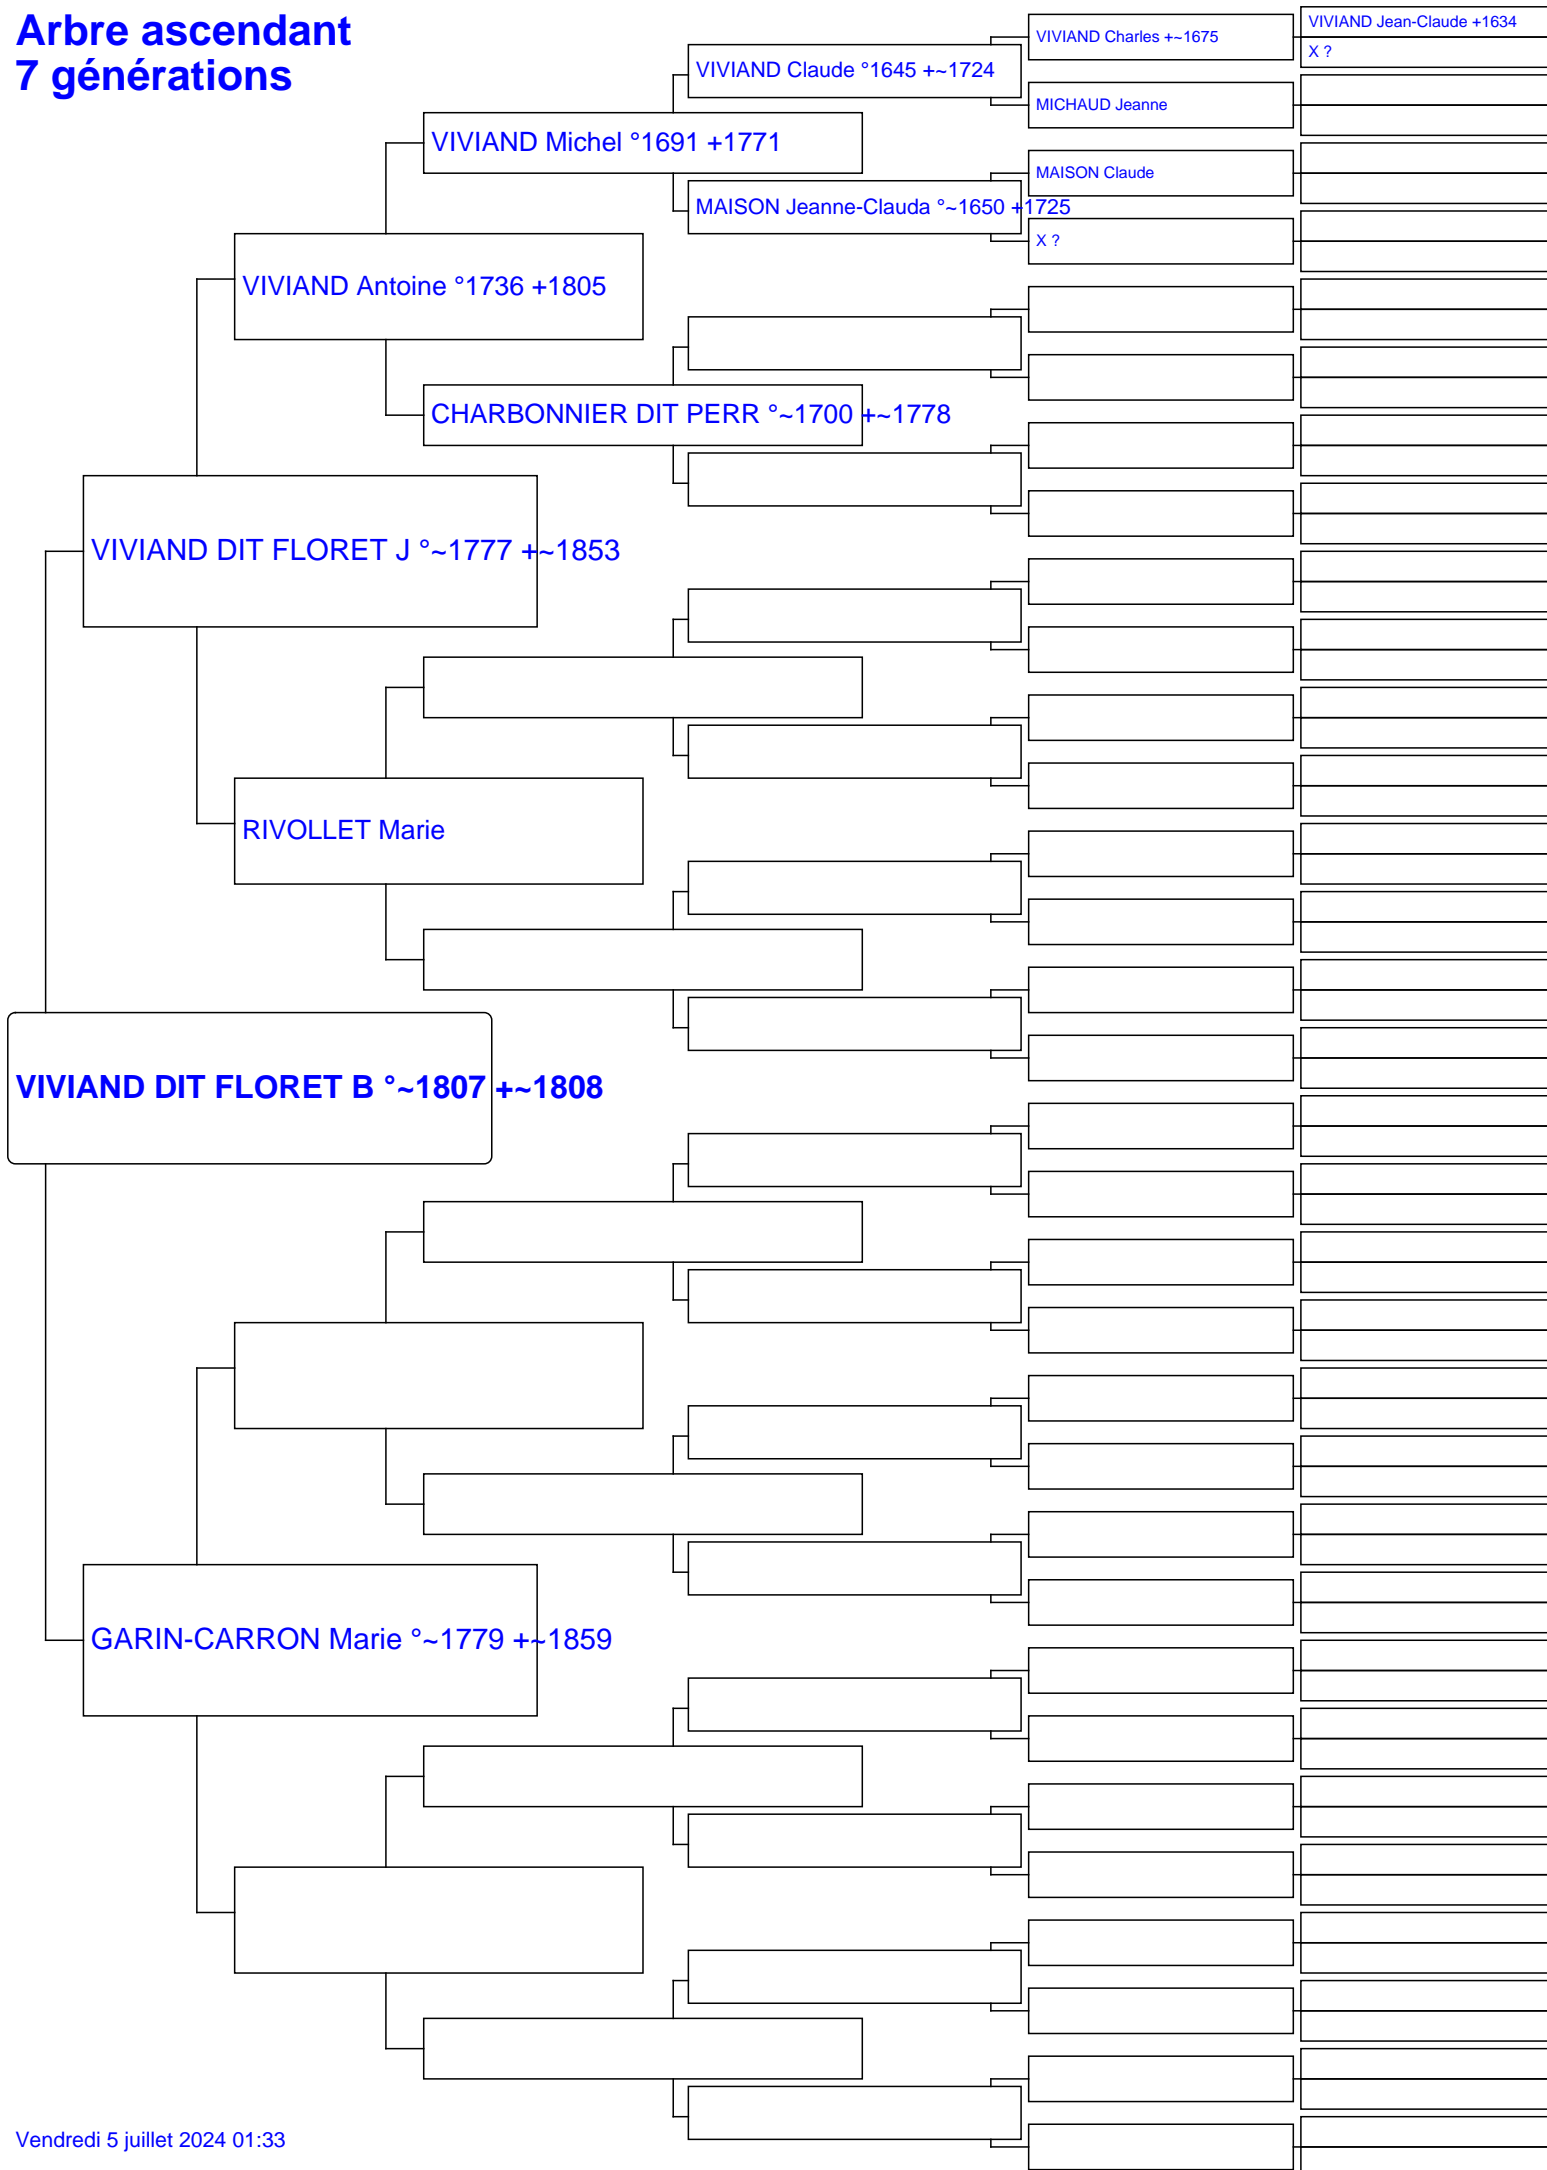 Arbre ascendant
7 générations
VIVIAND Jean-Claude +1634
X ?
VIVIAND Charles +~1675
VIVIAND Claude °1645 +~1724
MICHAUD Jeanne
VIVIAND Michel °1691 +1771
MAISON Claude
MAISON Jeanne-Clauda °~1650 +1725
X ?
VIVIAND Antoine °1736 +1805
CHARBONNIER DIT PERR °~1700 +~1778
VIVIAND DIT FLORET J °~1777 +~1853
RIVOLLET Marie
VIVIAND DIT FLORET B °~1807 +~1808
GARIN-CARRON Marie °~1779 +~1859
Vendredi 5 juillet 2024 01:33